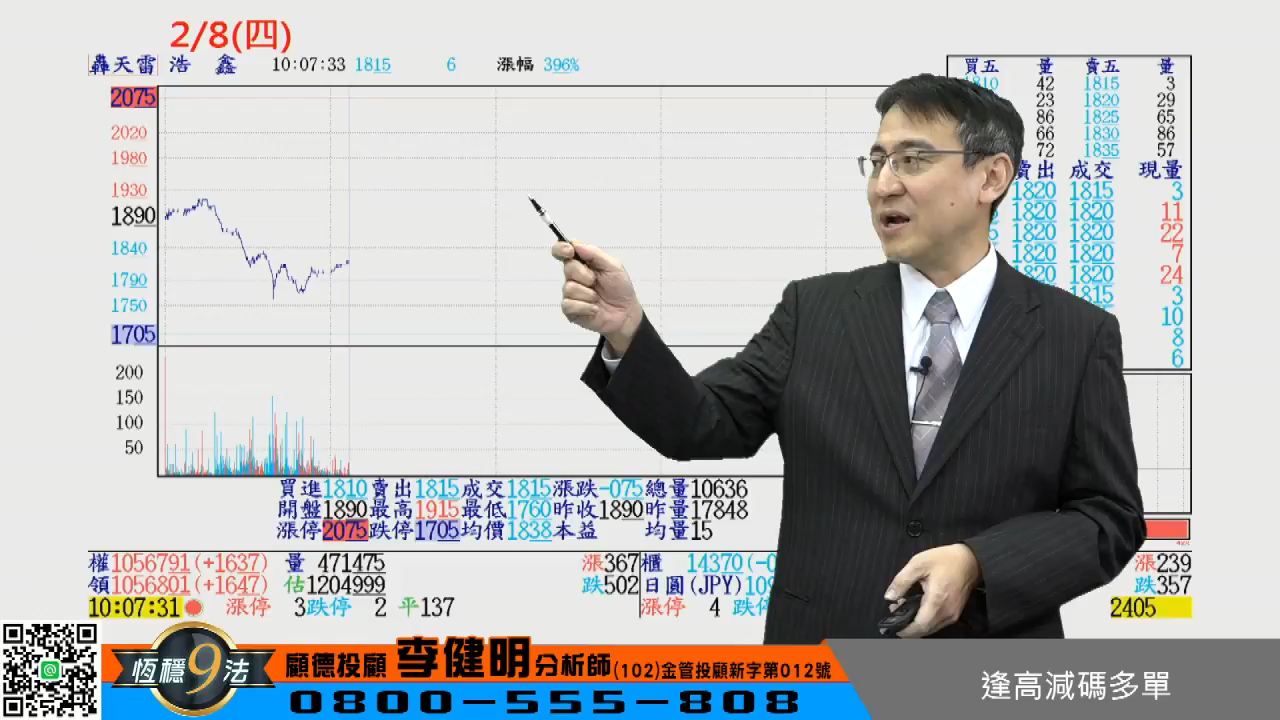 2/8(四)
轟天雷 浩 鑫 10:07:33 1815 6 漲幅 396%
買五 量 賣五 量
1810 42 1815 3
23 1820 29
86 1825 65
66 1830 86
72 1835 57
賣出 成交 現量
1820 1815 3
1820 1820 11
1820 1820 22
1820 1820 7
1820 1820 24
1815 3
10
8
6
2075
2020
1980
1930
1890
1840
1790
1750
1705
200
150
100
50
買進1810賣出1815成交1815漲跌-075總量10636
開盤1890最高1915最低1760昨收1890昨量17848
漲停2075跌停1705均價1838本益 均量15
權1056791(+1637) 量 471475 漲367櫃 14370(-0 漲239
領1056801(+1647) 估1204999 跌502日圓(JPY)109 跌357
10:07:31 漲停 3跌停 2 平137 漲停 4 跌停 2405
恆穩9法
顧德投顧 李健明分析師(102)金管投顧新字第012號
0800-555-808
逢高減碼多單